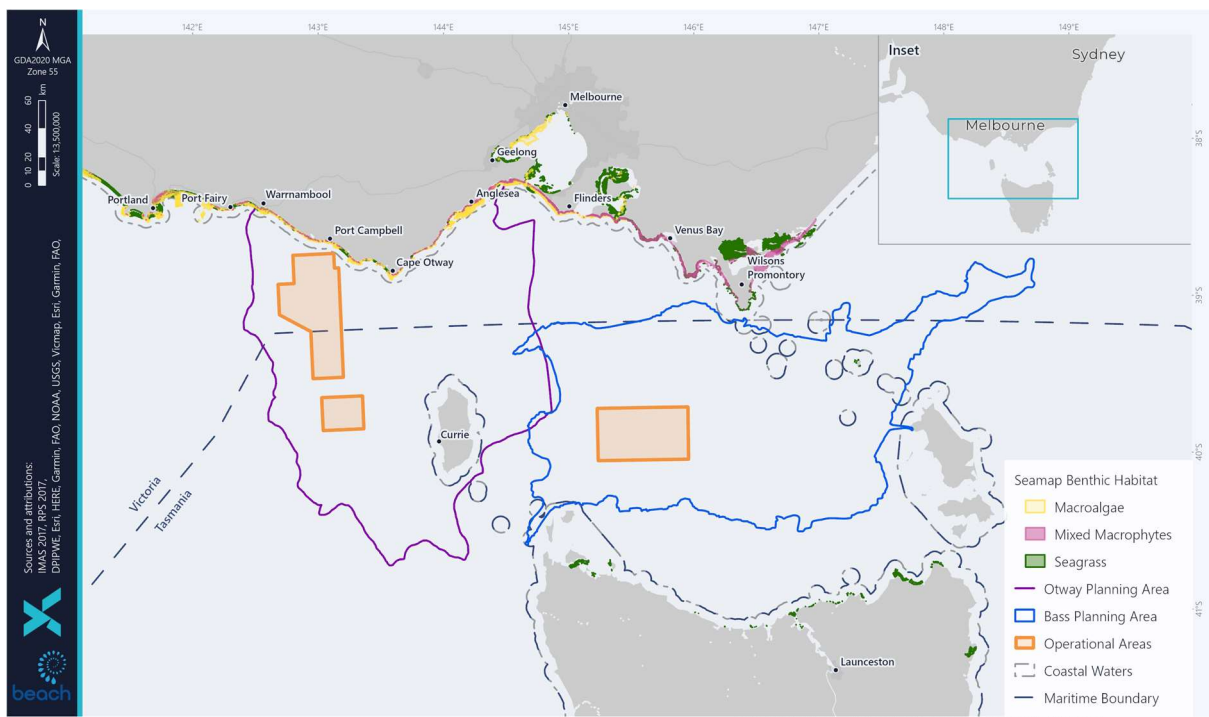 N
GDA2020 MGA
Zone 55
0 10 20 40 60
km
Scale: 1:3,500,000
Sources and attributions:
IMAS 2017, RPS 2017,
DPIPWE, Esri, HERE, Garmin, FAO, NOAA, USGS, Vicmap, Esri, Garmin, FAO,
beach
142°E
143°E
144°E
145°E
146°E
147°E
148°E
149°E
38°S
39°S
40°S
41°S
Inset
Sydney
Melbourne
Melbourne
Geelong
Portland
Port Fairy
Warrnambool
Anglesea
Flinders
Port Campbell
Venus Bay
Cape Otway
Wilsons
Promontory
Currie
Victoria
Tasmania
Launceston
Seamap Benthic Habitat
Macroalgae
Mixed Macrophytes
Seagrass
Otway Planning Area
Bass Planning Area
Operational Areas
Coastal Waters
Maritime Boundary